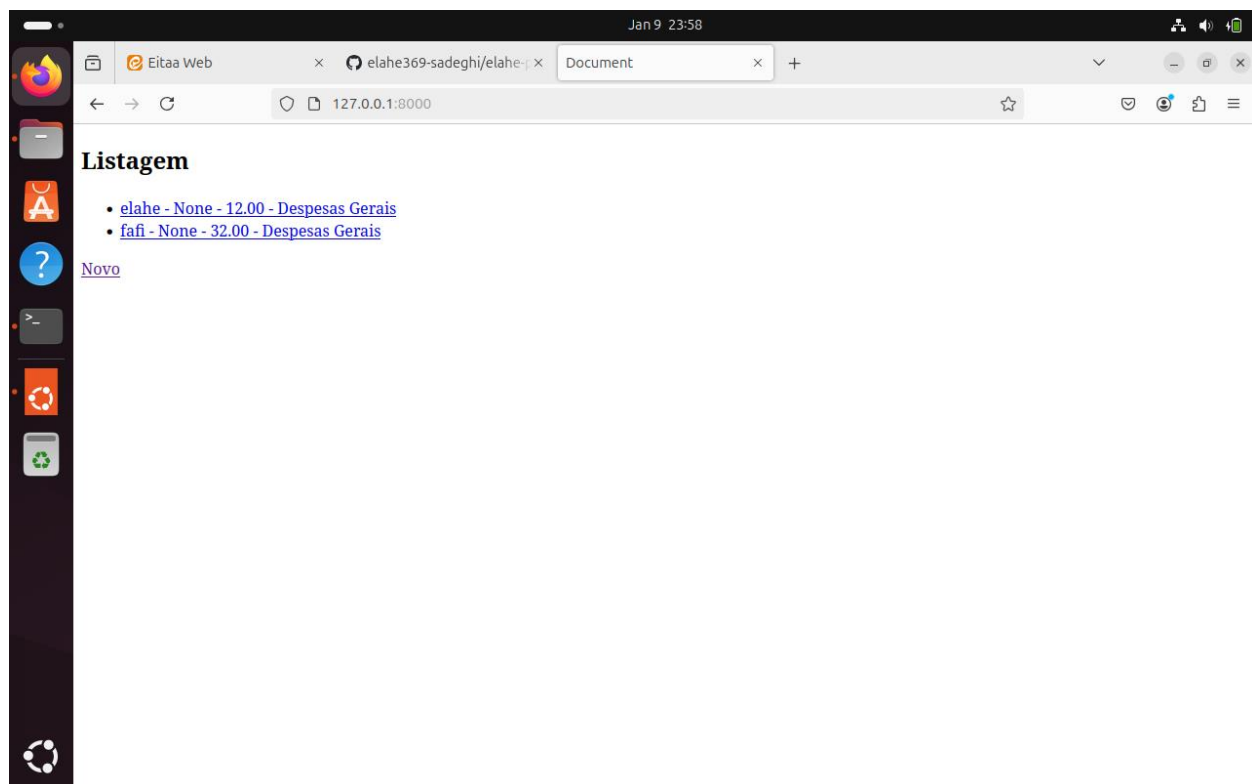 Jan 9 23:58
Eitaa Web
elahe369-sadeghi/elahe-p
Document
127.0.0.1:8000
Listagem
elahe - None - 12.00 - Despesas Gerais
fafi - None - 32.00 - Despesas Gerais
Novo